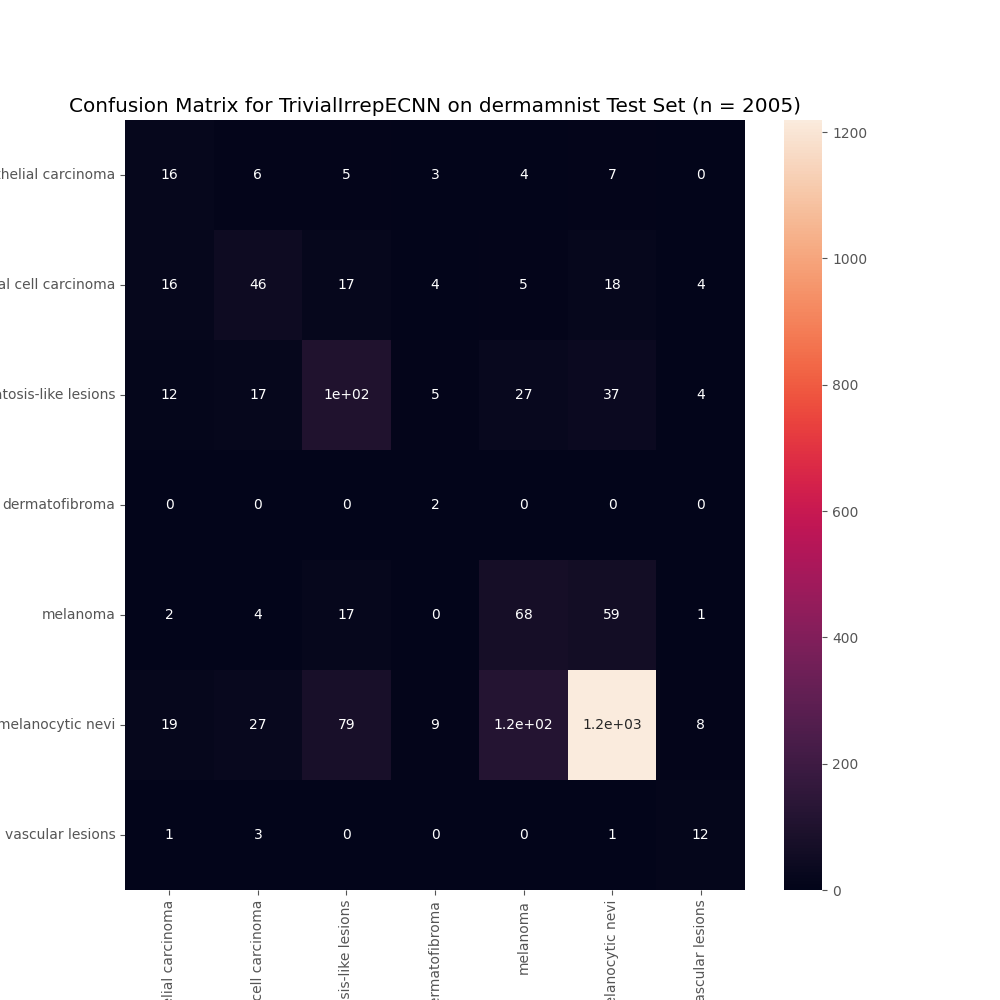 Confusion Matrix for TrivialIrrepECNN on dermamnist Test Set (n = 2005)
helial carcinoma 16 6 5 3 4 7 0
al cell carcinoma 16 46 17 4 5 18 4
tosis-like lesions 12 17 1e+02 5 27 37 4
dermatofibroma 0 0 0 2 0 0 0
melanoma 2 4 17 0 68 59 1
melanocytic nevi 19 27 79 9 1.2e+02 1.2e+03 8
vascular lesions 1 3 0 0 0 1 12
lial carcinoma
cell carcinoma
sis-like lesions
ermatofibroma
melanoma
elanocytic nevi
ascular lesions
1200
1000
800
600
400
200
0